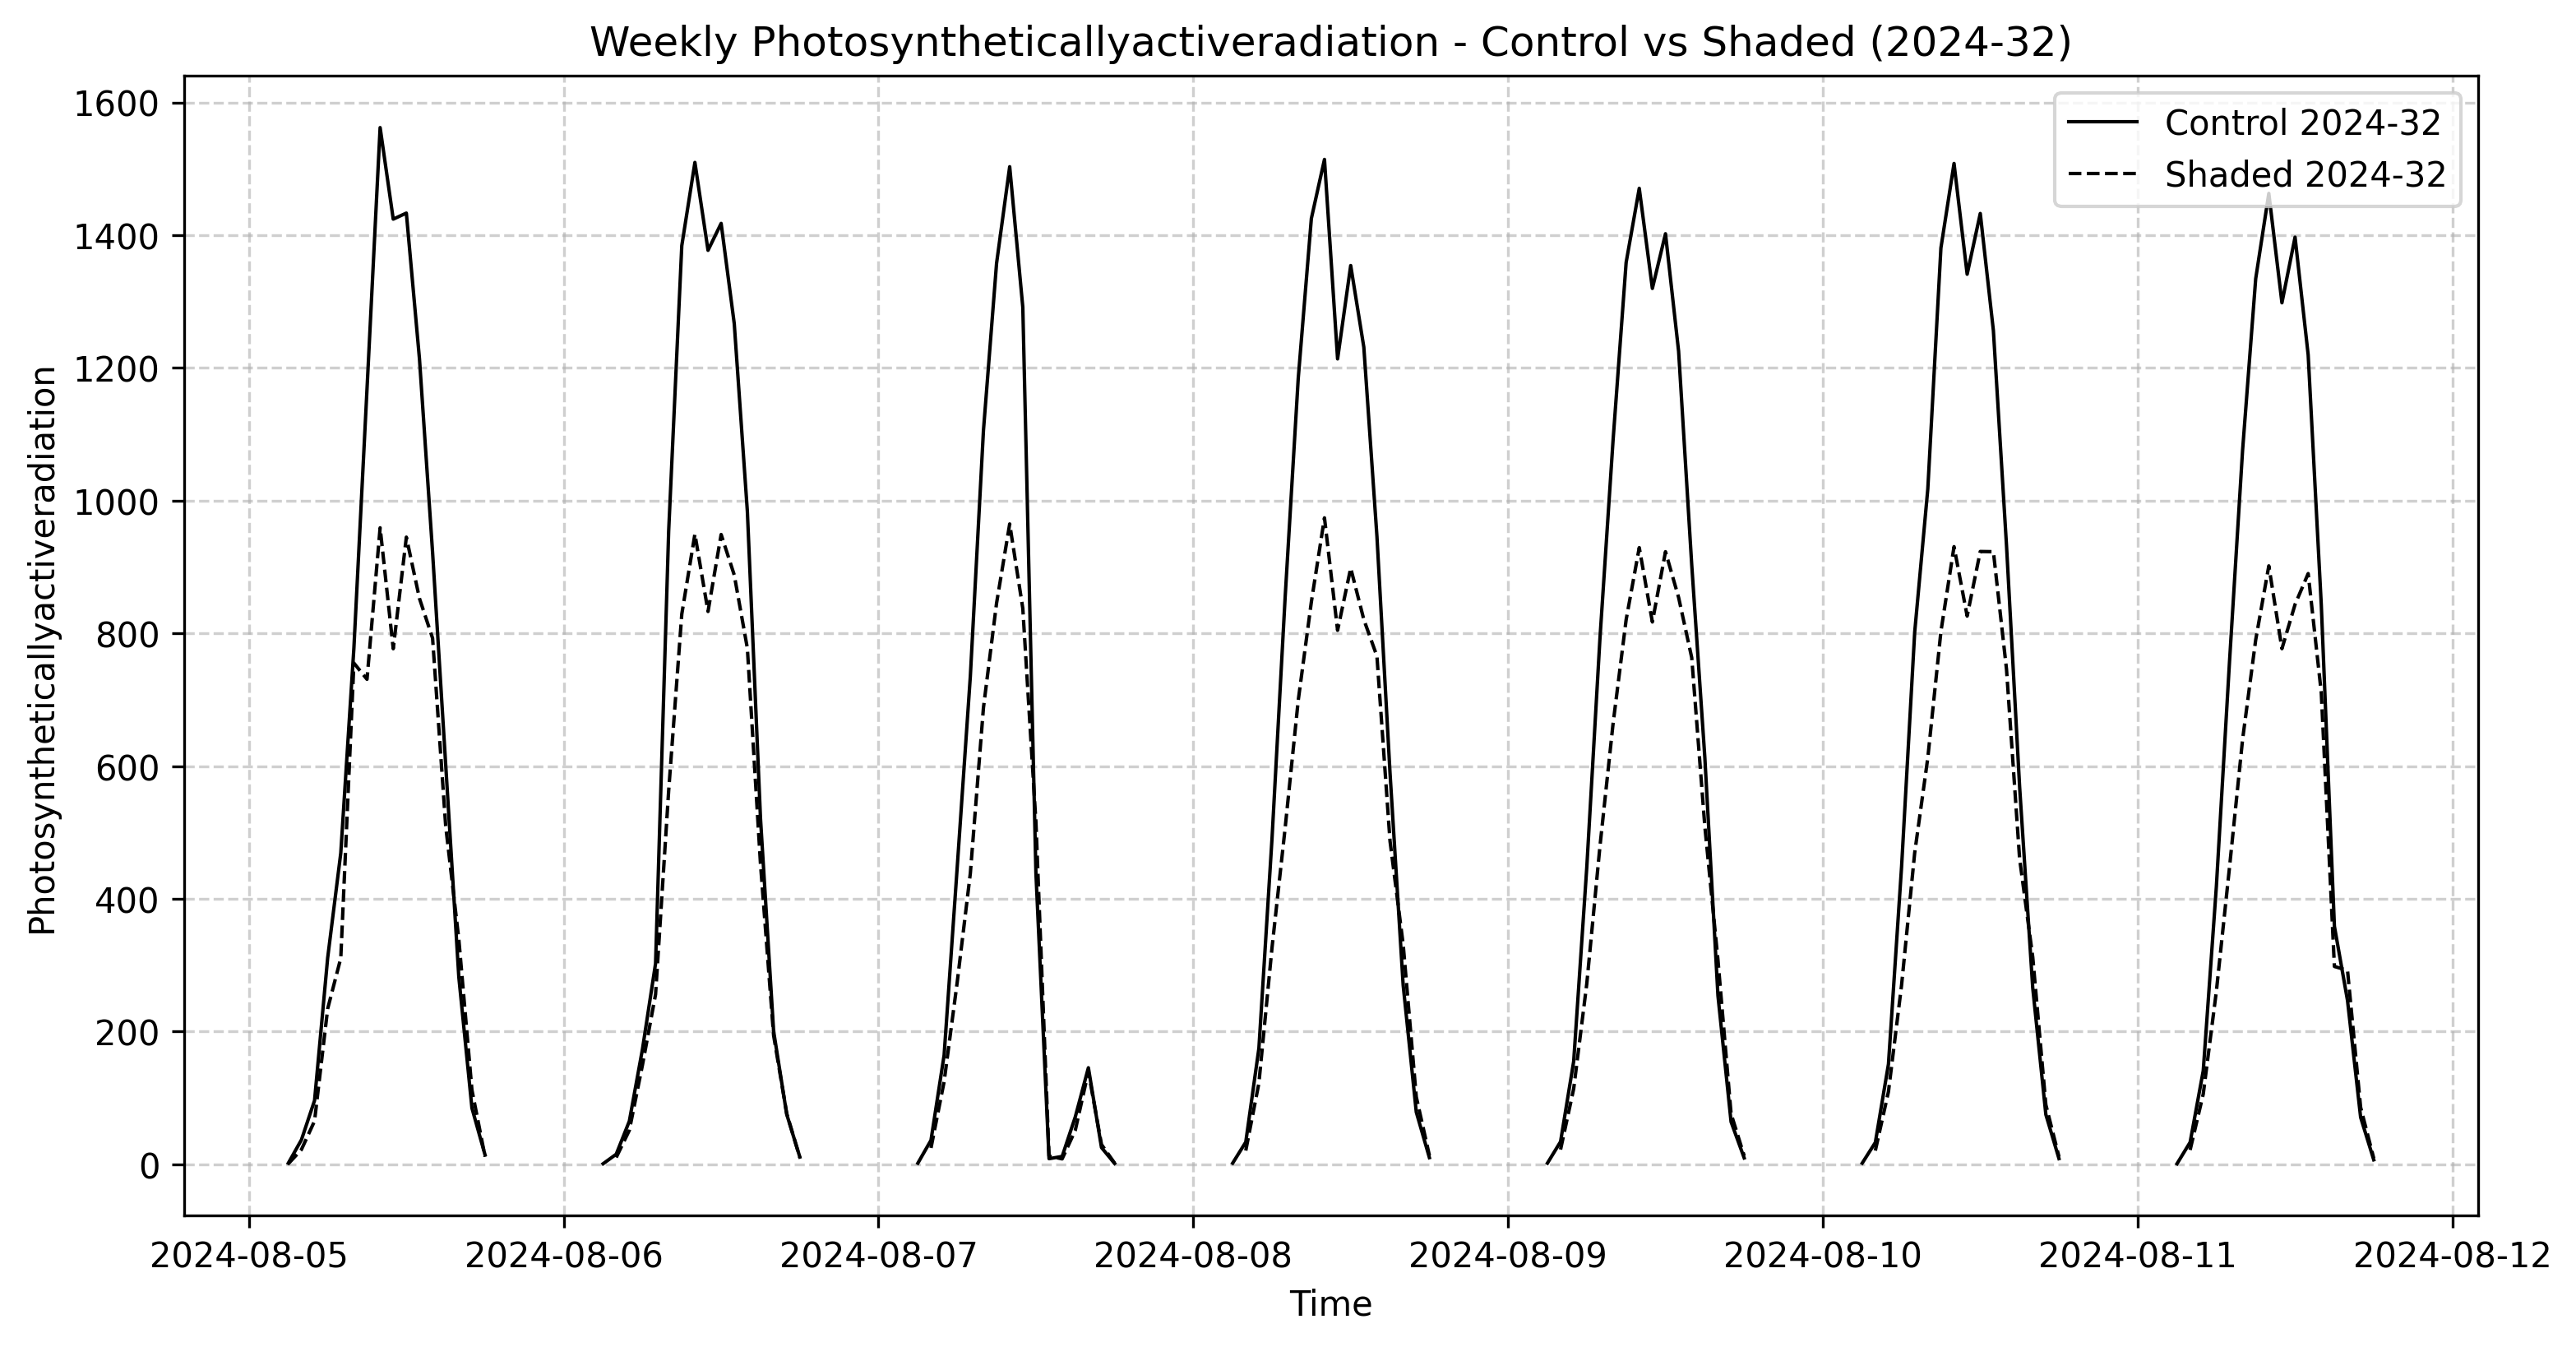 Weekly Photosyntheticallyactiveradiation - Control vs Shaded (2024-32)
Control 2024-32
Shaded 2024-32
Photosyntheticallyactiveradiation
1600
1400
1200
1000
800
600
400
200
0
2024-08-05 2024-08-06 2024-08-07 2024-08-08 2024-08-09 2024-08-10 2024-08-11 2024-08-12
Time